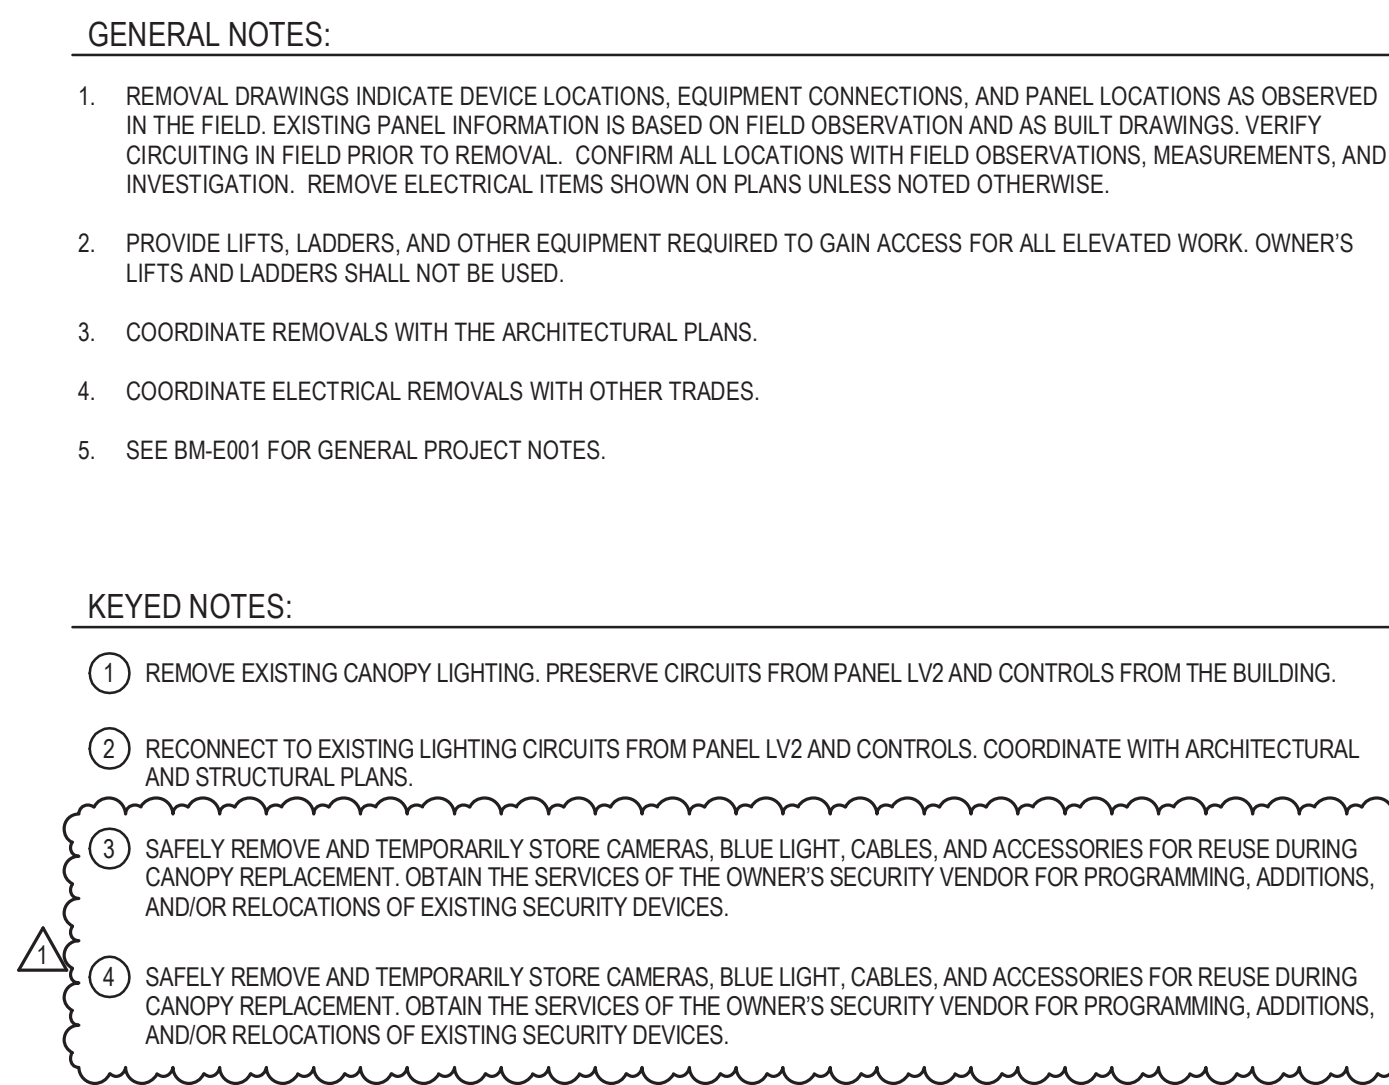 GENERAL NOTES:
1. REMOVAL DRAWINGS INDICATE DEVICE LOCATIONS, EQUIPMENT CONNECTIONS, AND PANEL LOCATIONS AS OBSERVED
IN THE FIELD. EXISTING PANEL INFORMATION IS BASED ON FIELD OBSERVATION AND AS BUILT DRAWINGS. VERIFY
CIRCUITING IN FIELD PRIOR TO REMOVAL. CONFIRM ALL LOCATIONS WITH FIELD OBSERVATIONS, MEASUREMENTS, AND
INVESTIGATION. REMOVE ELECTRICAL ITEMS SHOWN ON PLANS UNLESS NOTED OTHERWISE.
2. PROVIDE LIFTS, LADDERS, AND OTHER EQUIPMENT REQUIRED TO GAIN ACCESS FOR ALL ELEVATED WORK. OWNER'S
LIFTS AND LADDERS SHALL NOT BE USED.
3. COORDINATE REMOVALS WITH THE ARCHITECTURAL PLANS.
4. COORDINATE ELECTRICAL REMOVALS WITH OTHER TRADES.
5. SEE BM-E001 FOR GENERAL PROJECT NOTES.
KEYED NOTES:
1 REMOVE EXISTING CANOPY LIGHTING. PRESERVE CIRCUITS FROM PANEL LV2 AND CONTROLS FROM THE BUILDING.
2 RECONNECT TO EXISTING LIGHTING CIRCUITS FROM PANEL LV2 AND CONTROLS. COORDINATE WITH ARCHITECTURAL
AND STRUCTURAL PLANS.
3 SAFELY REMOVE AND TEMPORARILY STORE CAMERAS, BLUE LIGHT, CABLES, AND ACCESSORIES FOR REUSE DURING
CANOPY REPLACEMENT. OBTAIN THE SERVICES OF THE OWNER'S SECURITY VENDOR FOR PROGRAMMING, ADDITIONS,
AND/OR RELOCATIONS OF EXISTING SECURITY DEVICES.
1
4 SAFELY REMOVE AND TEMPORARILY STORE CAMERAS, BLUE LIGHT, CABLES, AND ACCESSORIES FOR REUSE DURING
CANOPY REPLACEMENT. OBTAIN THE SERVICES OF THE OWNER'S SECURITY VENDOR FOR PROGRAMMING, ADDITIONS,
AND/OR RELOCATIONS OF EXISTING SECURITY DEVICES.